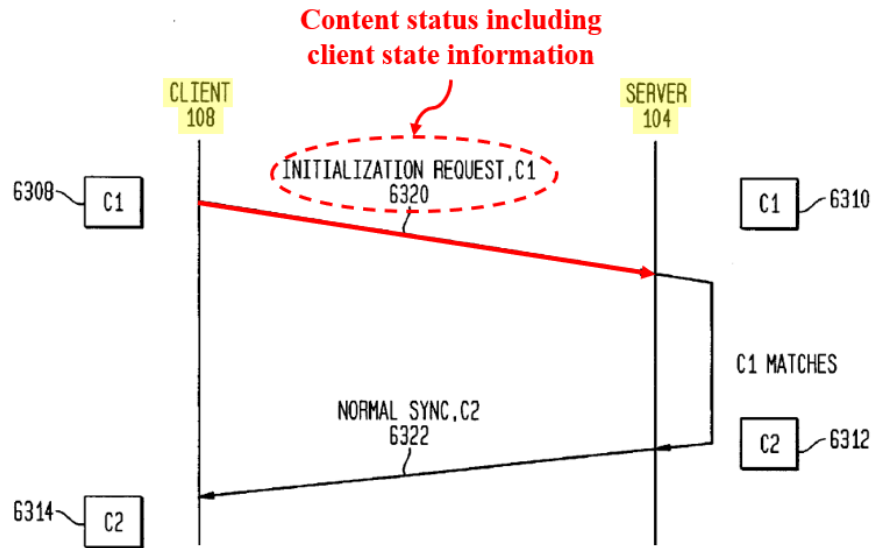 Content status including
client state information
CLIENT
108
SERVER
104
INITIALIZATION REQUEST,C1
6320
6308
C1
C1
6310
C1 MATCHES
NORMAL SYNC,C2
6322
C2
6312
6314
C2